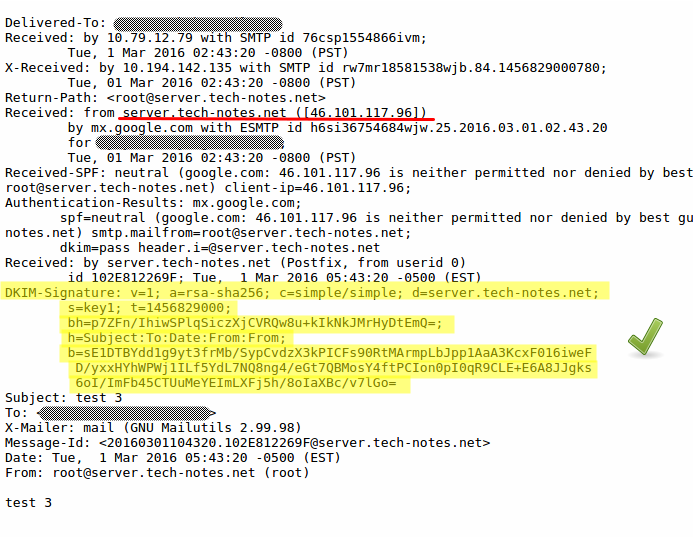 Delivered-To:
Received: by 10.79.12.79 with SMTP id 76csp1554866ivm;
Tue, 1 Mar 2016 02:43:20 -0800 (PST)
X-Received: by 10.194.142.135 with SMTP id rw7mr18581538wjb.84.1456829000780;
Tue, 01 Mar 2016 02:43:20 -0800 (PST)
Return-Path: <root@server.tech-notes.net>
Received: from server.tech-notes.net ([46.101.117.96])
by mx.google.com with ESMTP id h6si36754684wjw.25.2016.03.01.02.43.20
for
Tue, 01 Mar 2016 02:43:20 -0800 (PST)
Received-SPF: neutral (google.com: 46.101.117.96 is neither permitted nor denied by best
root@server.tech-notes.net) client-ip=46.101.117.96;
Authentication-Results: mx.google.com;
spf=neutral (google.com: 46.101.117.96 is neither permitted nor denied by best gu
notes.net) smtp.mailfrom=root@server.tech-notes.net;
dkim=pass header.i=@server.tech-notes.net
Received: by server.tech-notes.net (Postfix, from userid 0)
id 102E812269F; Tue,  1 Mar 2016 05:43:20 -0500 (EST)
DKIM-Signature: v=1; a=rsa-sha256; c=simple/simple; d=server.tech-notes.net;
s=key1; t=1456829000;
bh=p7ZFn/IhiwSPlqSiczXjCVRQw8u+kIkNkJMrHyDtEmQ=;
h=Subject:To:Date:From:From;
b=sE1DTBYdd1g9yt3frMb/SypCvdzX3kPICFs90RtMArmpLbJpp1AaA3KcxF016iweF
D/yxxHYhWPWj1ILf5YdL7NQ8ng4/eGt7QBMosY4ftPCIon0pI0qR9CLE+E6A8JJgks
6oI/ImFb45CTUuMeYEImLXFj5h/8oIaXBc/v7lGo=
Subject: test 3
To: <                      >
X-Mailer: mail (GNU Mailutils 2.99.98)
Message-Id: <20160301104320.102E812269F@server.tech-notes.net>
Date: Tue,  1 Mar 2016 05:43:20 -0500 (EST)
From: root@server.tech-notes.net (root)
test 3